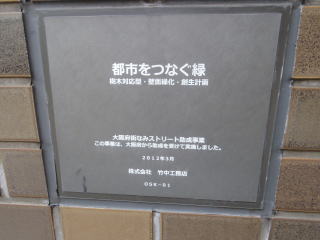 都市をつなぐ緑
樹木対応型・壁面緑化・創生計画
大阪府街なみストリート助成事業
この事業は、大阪府から助成を受けて実施しました。
2012年3月
株式会社 竹中工務店
OSK-01